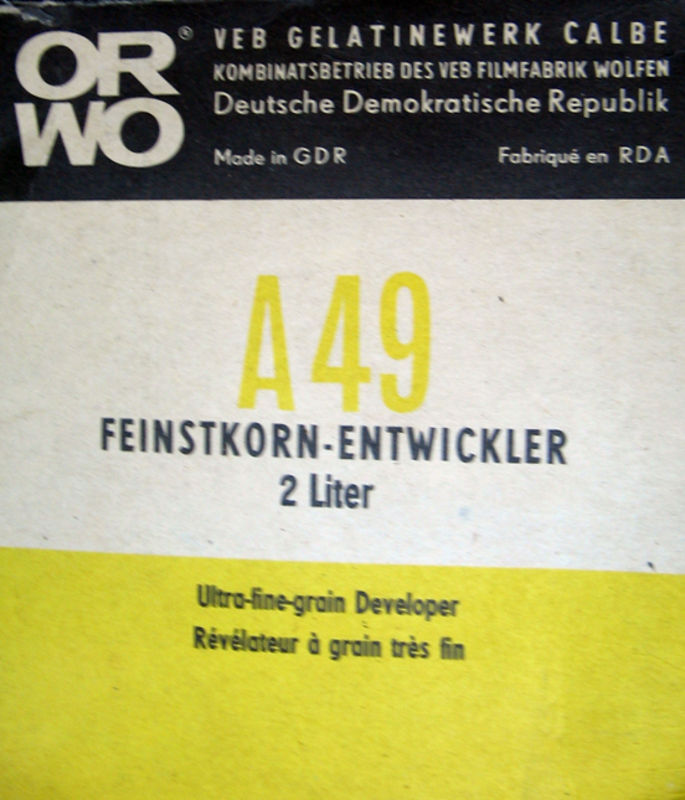 OR
WO ®
VEB GELATINEWERK CALBE
KOMBINATSBETRIEB DES VEB FILMFABRIK WOLFEN
Deutsche Demokratische Republik
Made in GDR
Fabriqué en RDA
A 49
FEINSTKORN-ENTWICKLER
2 Liter
Ultra-fine-grain Developer
Révélateur à grain très fin